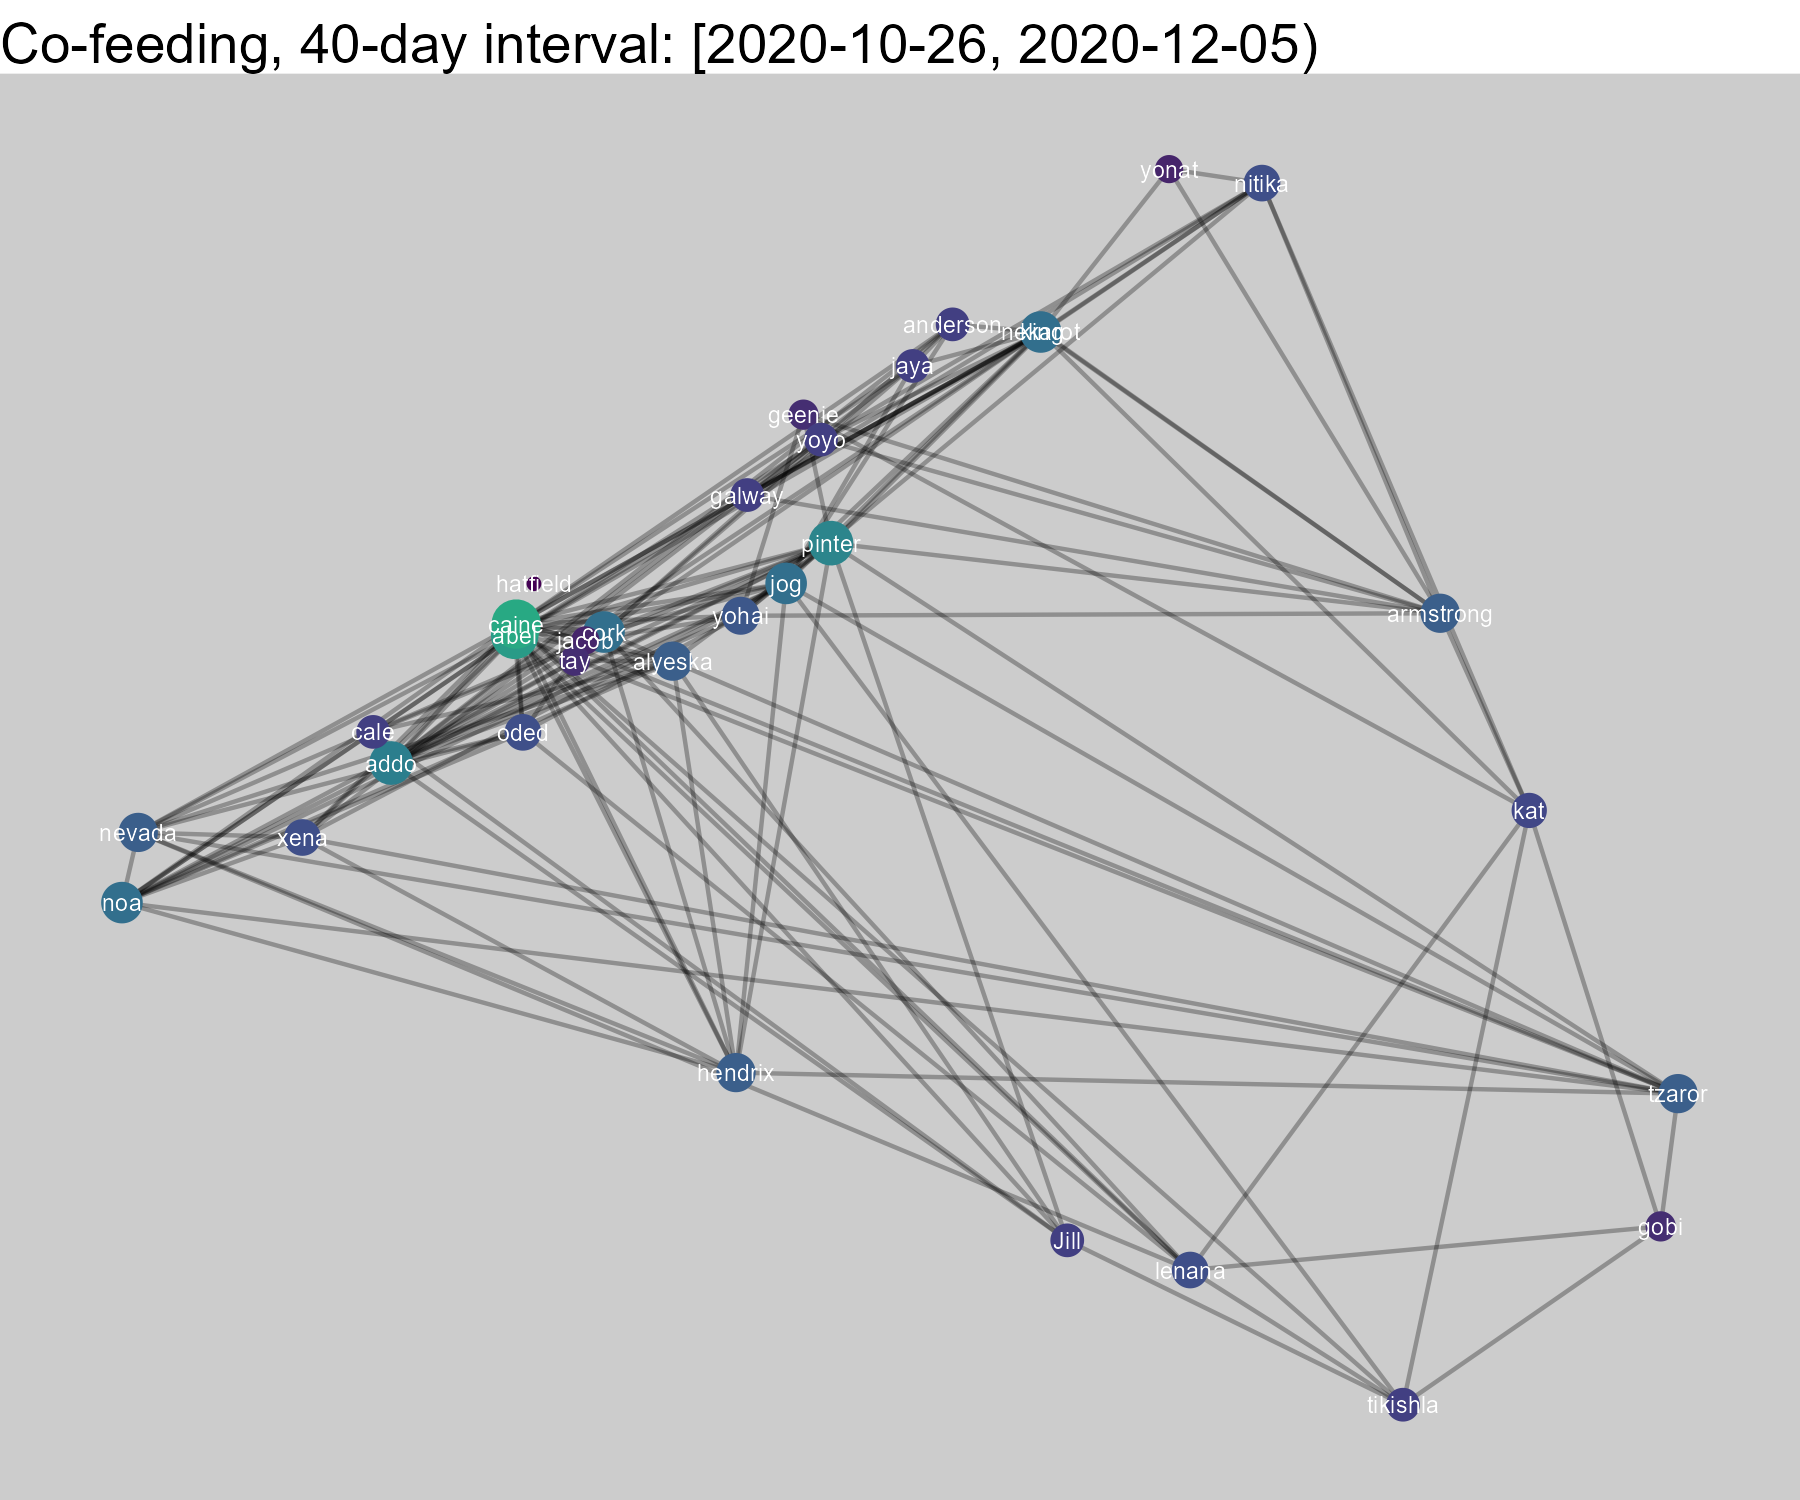 Co-feeding, 40-day interval: [2020-10-26, 2020-12-05)
yonat
nitika
anderson
king
jaya
geenie
yoyo
galway
pinter
hatfield
jog
armstrong
yohai
caine
abel
cork
jacob
tay
alyeska
cale
oded
addo
kat
nevada
xena
noa
hendrix
tzaror
gobi
Jill
lenana
tikishla